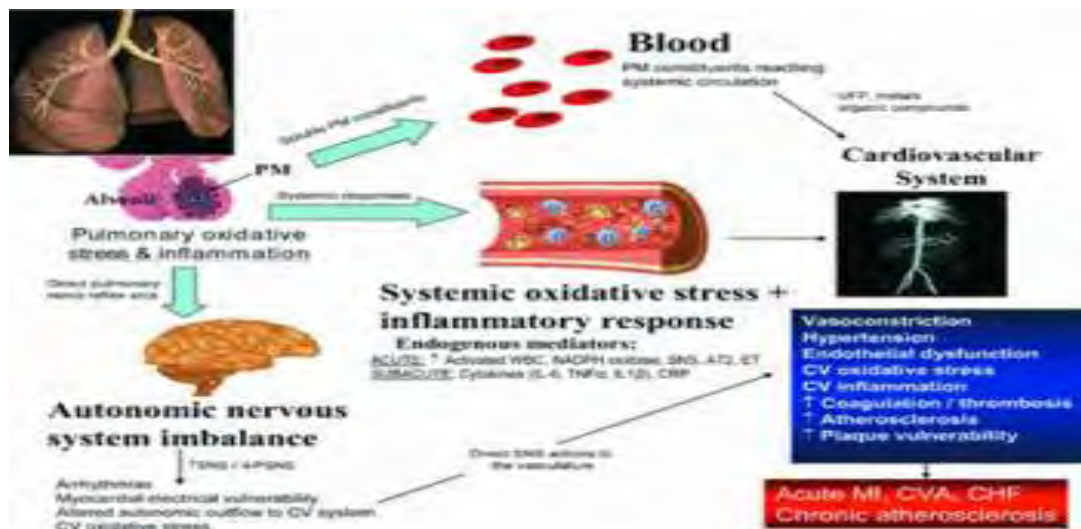 Blood
PM constituents reaching
systemic circulation
Soluble PM constituents
UFP, metals
organic compounds
PM
Alveoli
Systemic responses
Cardiovascular
System
Pulmonary oxidative
stress & inflammation
Direct pulmonary
nerve reflex arcs
Systemic oxidative stress +
inflammatory response
Endogenous mediators:
ACUTE: ↑ Activated WBC, NADPH oxidase, SNS, AT2, ET
SUBACUTE: Cytokines (IL-6, TNFα, IL1β), CRP
Vasoconstriction
Hypertension
Endothelial dysfunction
CV oxidative stress
CV inflammation
↑ Coagulation / thrombosis
↑ Atherosclerosis
↑ Plaque vulnerability
Autonomic nervous
system imbalance
↑SNS / PSNS
Direct SNS actions to
the vasculature
Arrhythmias
Myocardial electrical vulnerability
Altered autonomic outflow to CV system
CV oxidative stress
Acute MI, CVA, CHF
Chronic atherosclerosis